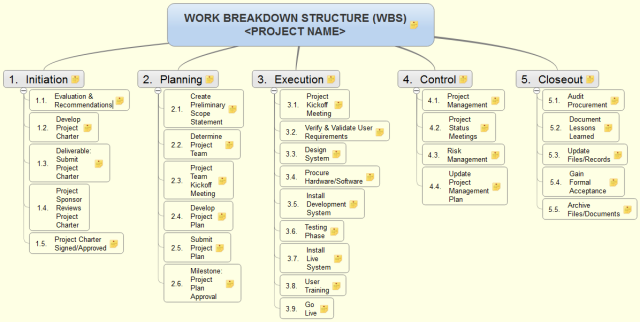 WORK BREAKDOWN STRUCTURE (WBS)
<PROJECT NAME>
1. Initiation
1.1. Evaluation &
Recommendations
1.2. Develop
Project
Charter
1.3. Deliverable:
Submit
Project
Charter
1.4. Project
Sponsor
Reviews
Project
Charter
1.5. Project Charter
Signed/Approved
2. Planning
2.1. Create
Preliminary
Scope
Statement
2.2. Determine
Project
Team
2.3. Project
Team
Kickoff
Meeting
2.4. Develop
Project
Plan
2.5. Submit
Project
Plan
2.6. Milestone:
Project
Plan
Approval
3. Execution
3.1. Project
Kickoff
Meeting
3.2. Verify & Validate User
Requirements
3.3. Design
System
3.4. Procure
Hardware/Software
3.5. Install
Development
System
3.6. Testing
Phase
3.7. Install
Live
System
3.8. User
Training
3.9. Go
Live
4. Control
4.1. Project
Management
4.2. Project
Status
Meetings
4.3. Risk
Management
4.4. Update
Project
Management
Plan
5. Closeout
5.1. Audit
Procurement
5.2. Document
Lessons
Learned
5.3. Update
Files/Records
5.4. Gain
Formal
Acceptance
5.5. Archive
Files/Documents